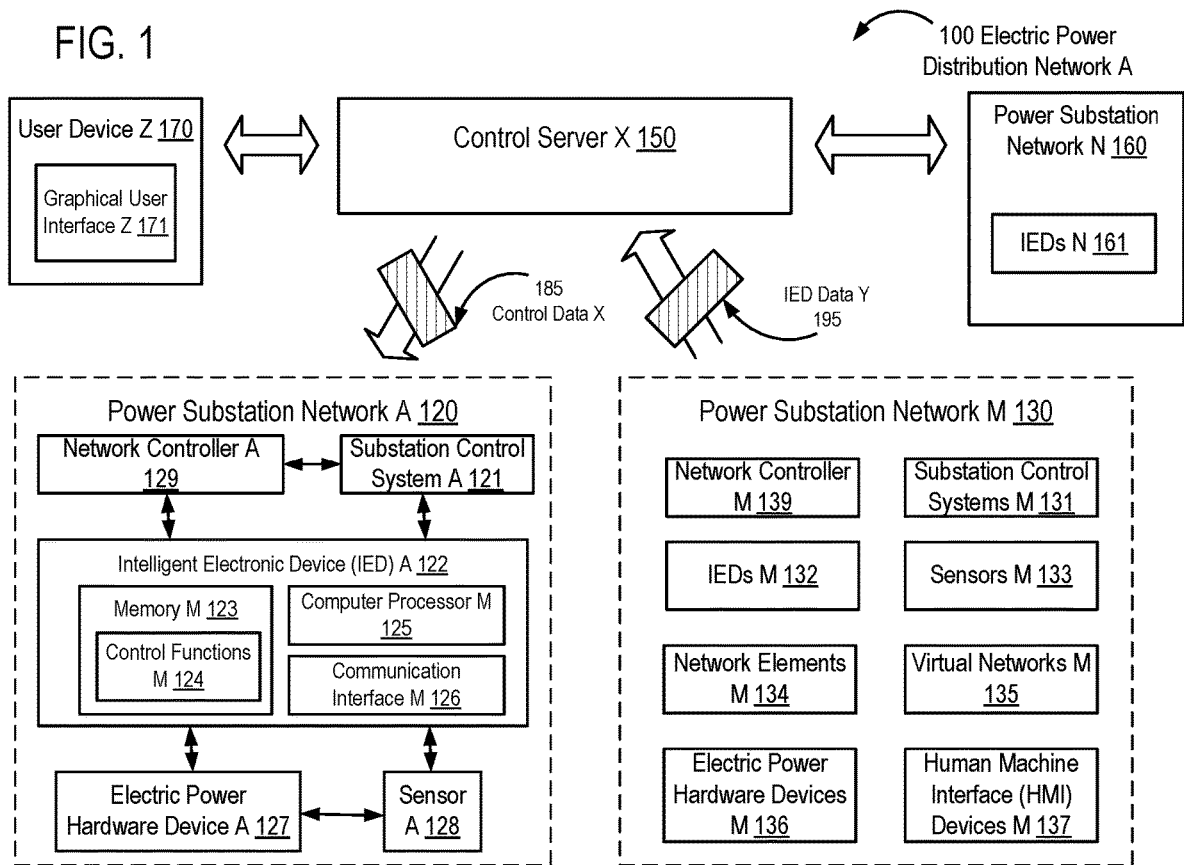 FIG. 1
100 Electric Power
Distribution Network A
User Device Z 170
Graphical User
Interface Z 171
Control Server X 150
Power Substation
Network N 160
IEDs N 161
185
Control Data X
IED Data Y
195
Power Substation Network A 120
Network Controller A
129
Substation Control
System A 121
Intelligent Electronic Device (IED) A 122
Memory M 123
Control Functions
M 124
Computer Processor M
125
Communication
Interface M 126
Electric Power
Hardware Device A 127
Sensor
A 128
Power Substation Network M 130
Network Controller
M 139
Substation Control
Systems M 131
IEDs M 132
Sensors M 133
Network Elements
M 134
Virtual Networks M
135
Electric Power
Hardware Devices
M 136
Human Machine
Interface (HMI)
Devices M 137